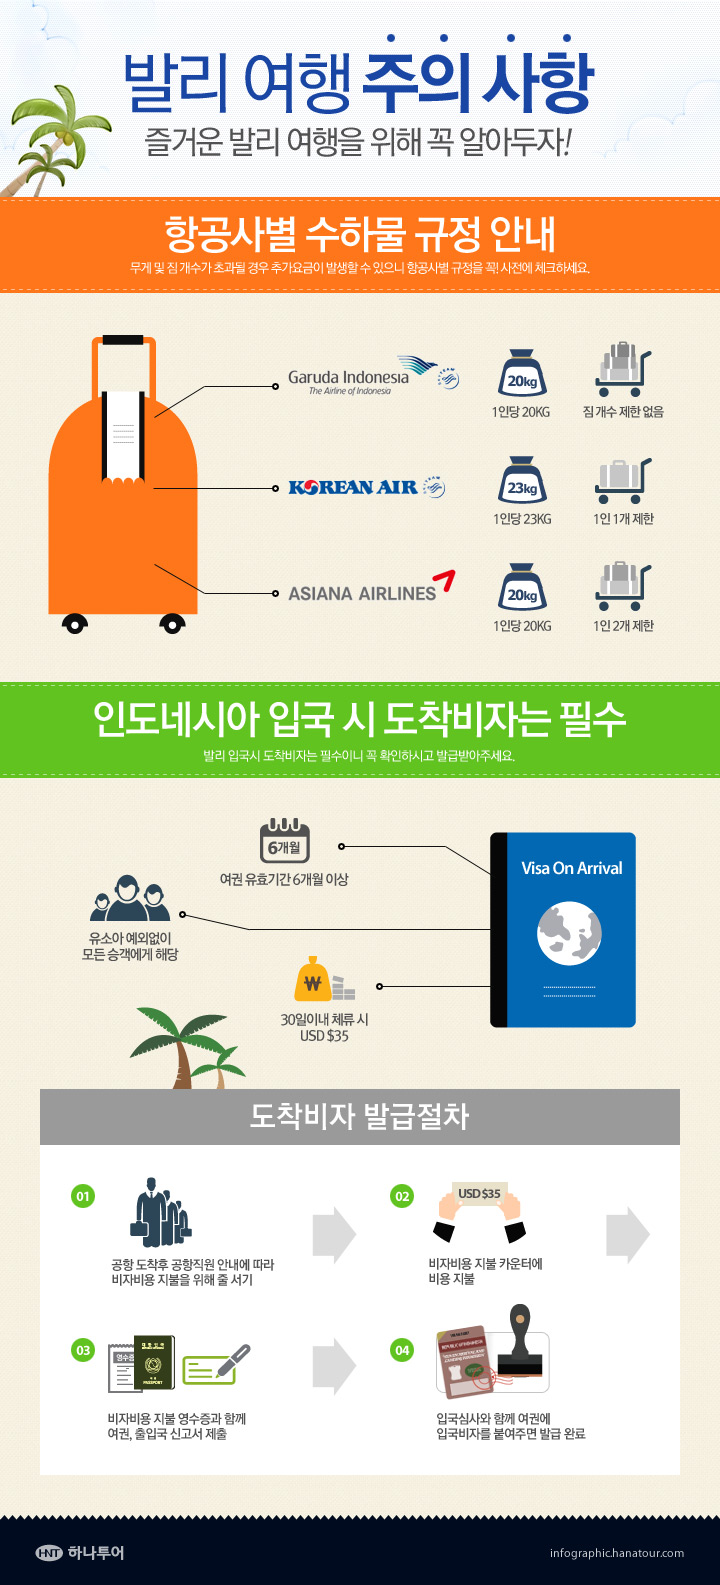 발리 여행 주의 사항
즐거운 발리 여행을 위해 꼭 알아두자!
항공사별 수하물 규정 안내
무게 및 짐 개수가 초과될 경우 추가요금이 발생할 수 있으니 항공사별 규정을 꼭! 사전에 체크하세요.
Garuda Indonesia
The Airline of Indonesia
20kg
1인당 20KG
짐 개수 제한 없음
KOREAN AIR
23kg
1인당 23KG
1인 1개 제한
ASIANA AIRLINES
20kg
1인당 20KG
1인 2개 제한
인도네시아 입국 시 도착비자는 필수
발리 입국시 도착비자는 필수이니 꼭 확인하시고 발급받아주세요.
6개월
여권 유효기간 6개월 이상
Visa On Arrival
유소아 예외없이
모든 승객에게 해당
₩
30일이내 체류 시
USD $35
도착비자 발급절차
01
공항 도착후 공항직원 안내에 따라
비자비용 지불을 위해 줄 서기
02
USD $35
비자비용 지불 카운터에
비용 지불
03
영수증
대한민국
PASSPORT
비자비용 지불 영수증과 함께
여권, 출입국 신고서 제출
04
입국심사와 함께 여권에
입국비자를 붙여주면 발급 완료
HNT 하나투어
infographic.hanatour.com